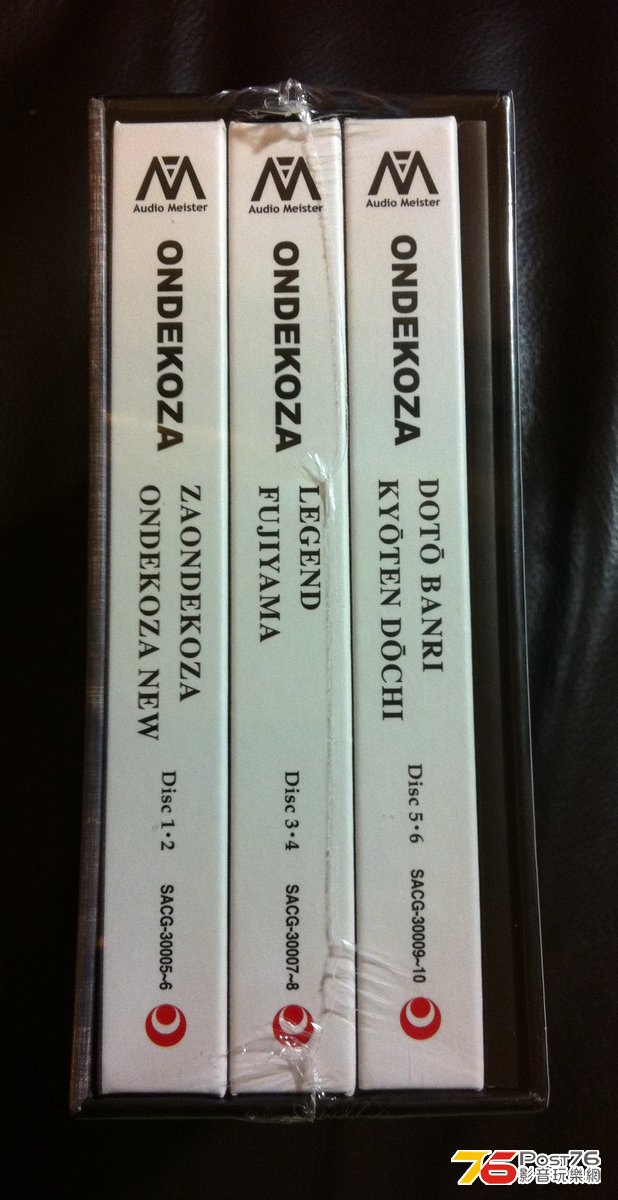 Audio Meister
ONDEKOZA
ZAONDEKOZA
ONDEKOZA NEW
Disc 1・2
SACG-30005~6
Audio Meister
ONDEKOZA
LEGEND
FUJIYAMA
Disc 3・4
SACG-30007~8
Audio Meister
ONDEKOZA
DOTŌ BANRI
KYŌTEN DŌCHI
Disc 5・6
SACG-30009~10
76 POST76
影音玩樂網